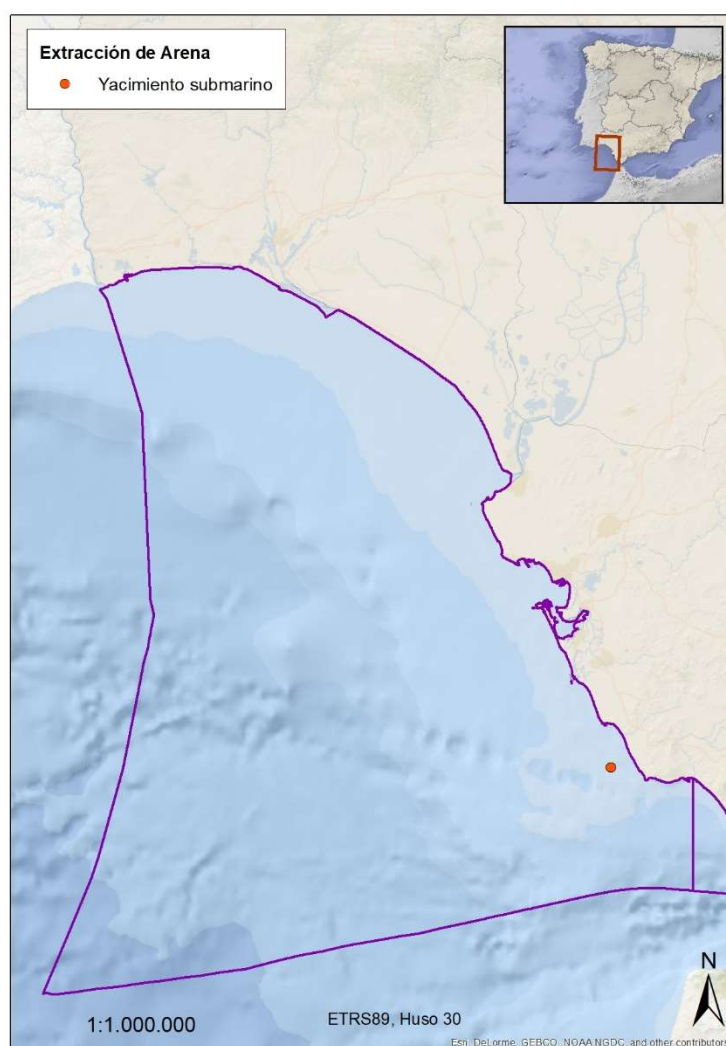 Extracción de Arena
Yacimiento submarino
N
1:1.000.000
ETRS89, Huso 30
Esri, DeLorme, GEBCO, NOAA NGDC, and other contributors